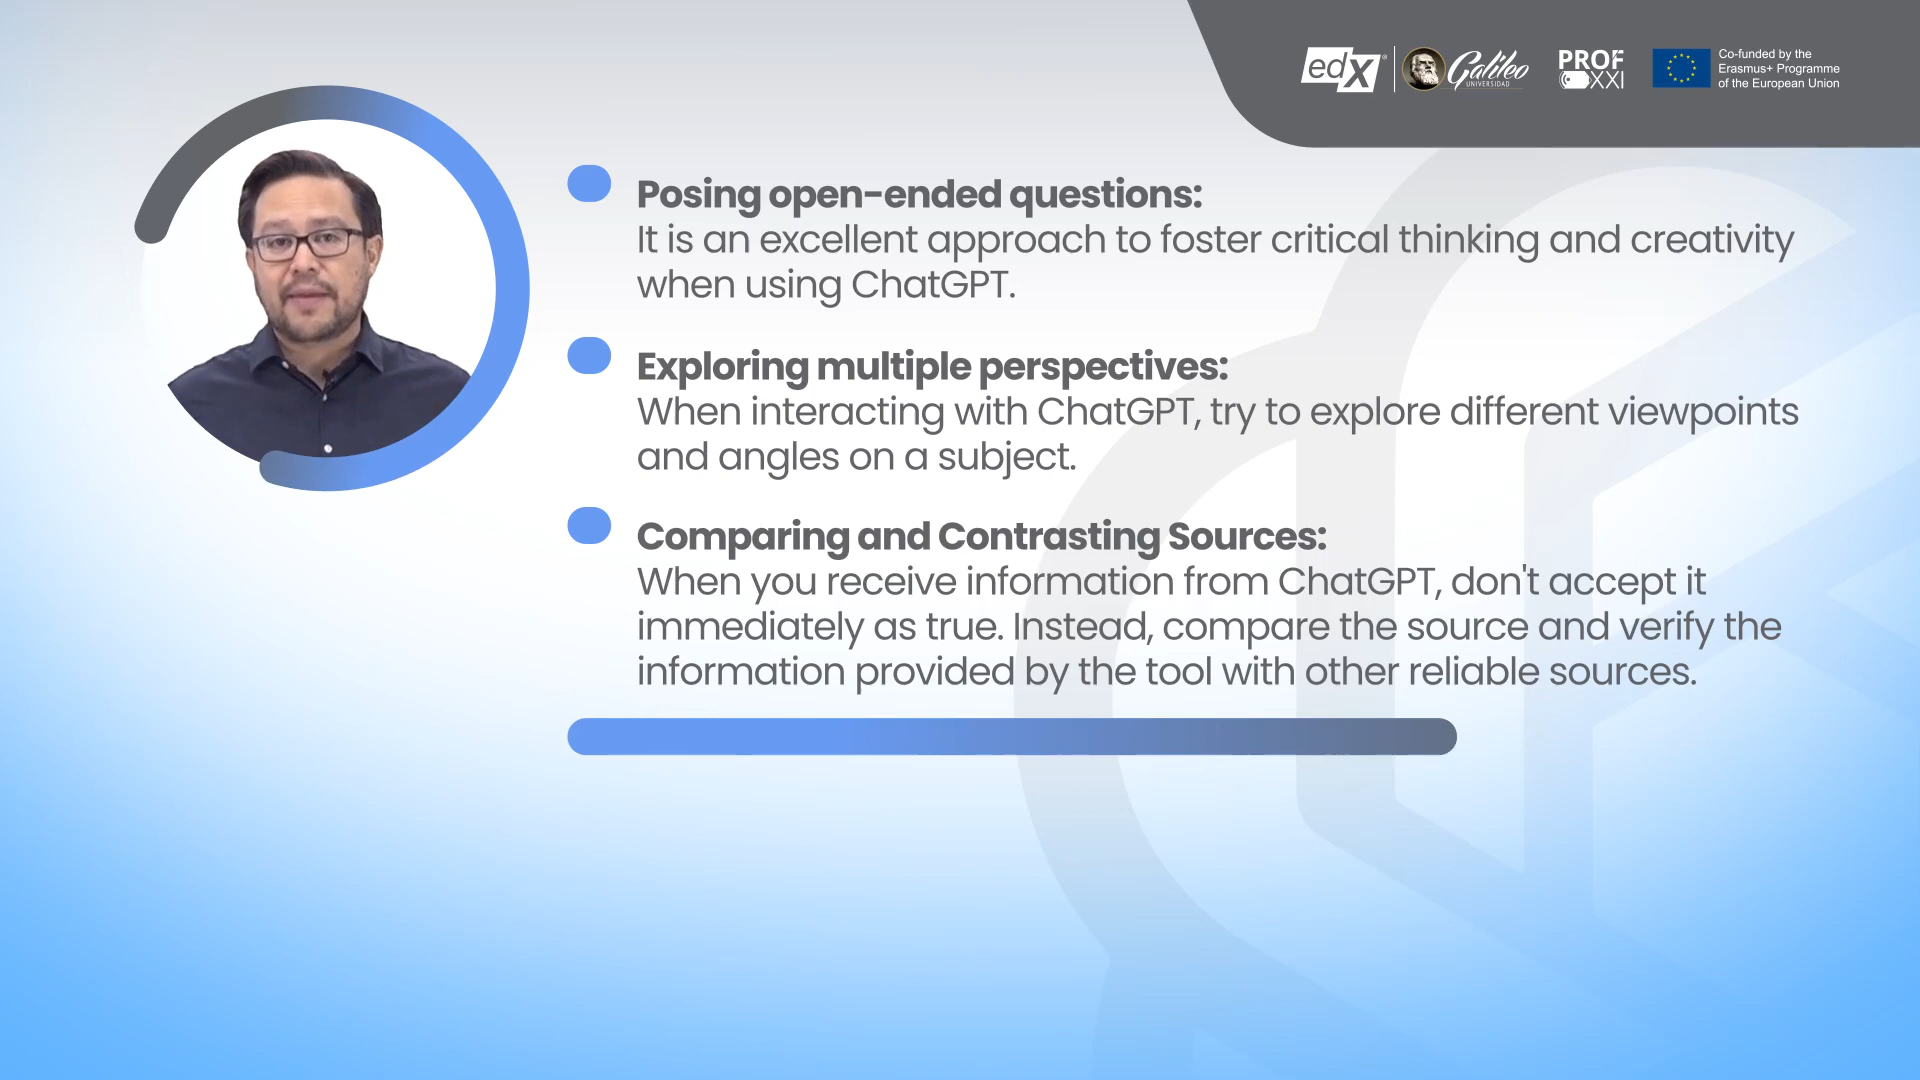 edX
Galileo
UNIVERSIDAD
PROF
XXI
Co-funded by the
Erasmus+ Programme
of the European Union
Posing open-ended questions:
It is an excellent approach to foster critical thinking and creativity
when using ChatGPT.
Exploring multiple perspectives:
When interacting with ChatGPT, try to explore different viewpoints
and angles on a subject.
Comparing and Contrasting Sources:
When you receive information from ChatGPT, don't accept it
immediately as true. Instead, compare the source and verify the
information provided by the tool with other reliable sources.